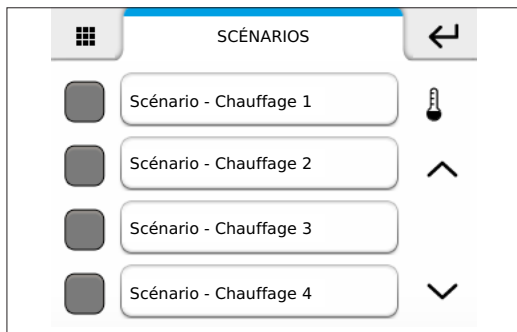 SCÉNARIOS
Scénario - Chauffage 1
Scénario - Chauffage 2
Scénario - Chauffage 3
Scénario - Chauffage 4